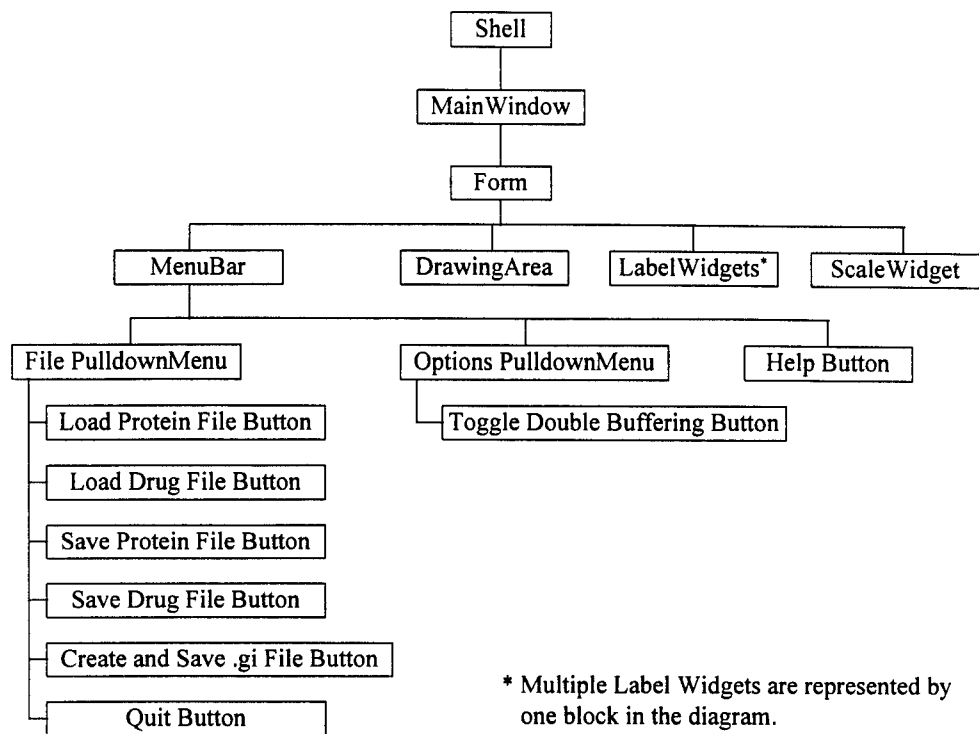 Shell
MainWindow
Form
MenuBar
DrawingArea
LabelWidgets*
ScaleWidget
File PulldownMenu
Options PulldownMenu
Help Button
Load Protein File Button
Toggle Double Buffering Button
Load Drug File Button
Save Protein File Button
Save Drug File Button
Create and Save .gi File Button
Quit Button
* Multiple Label Widgets are represented by
one block in the diagram.